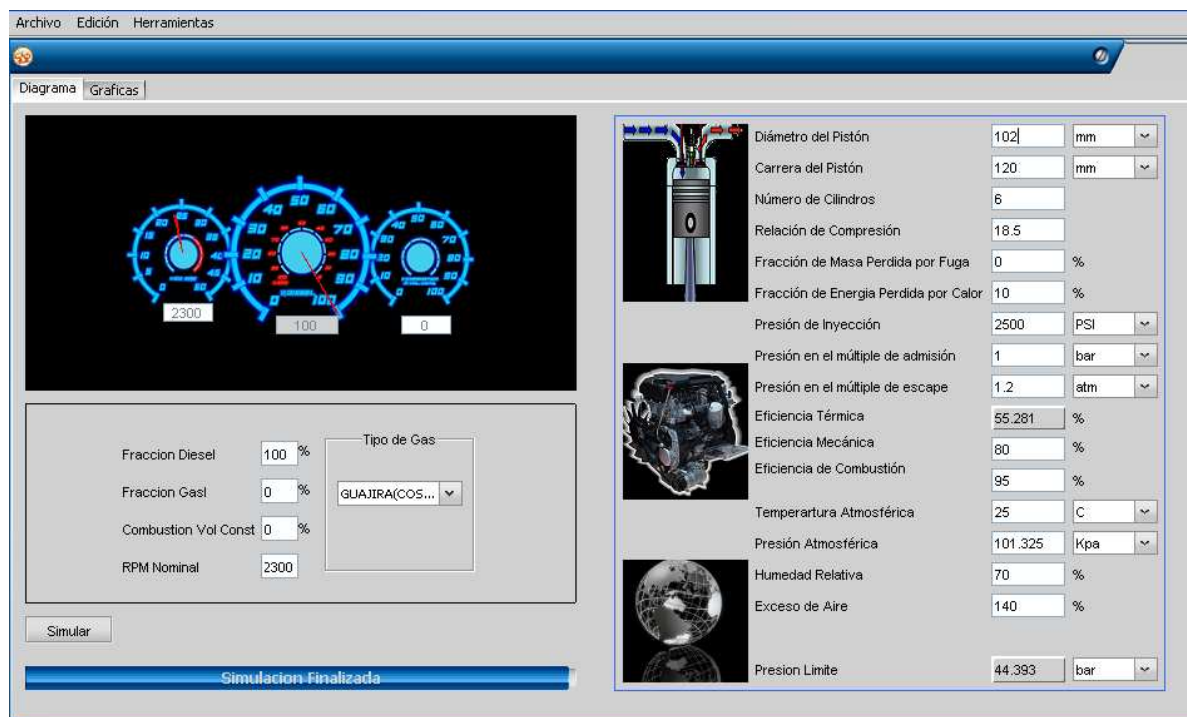 Archivo Edición Herramientas
Diagrama Graficas
2300
100
0
Fraccion Diesel 100 %
Fraccion Gasl 0 %
Combustion Vol Const 0 %
RPM Nominal 2300
Tipo de Gas
GUAJIRA(COS...
Simular
Simulacion Finalizada
Diámetro del Pistón 102 mm
Carrera del Pistón 120 mm
Número de Cilindros 6
Relación de Compresión 18.5
Fracción de Masa Perdida por Fuga 0 %
Fracción de Energia Perdida por Calor 10 %
Presión de Inyección 2500 PSI
Presión en el múltiple de admisión 1 bar
Presión en el múltiple de escape 1.2 atm
Eficiencia Térmica 55.281 %
Eficiencia Mecánica 80 %
Eficiencia de Combustión 95 %
Temperartura Atmosférica 25 C
Presión Atmosférica 101.325 Kpa
Humedad Relativa 70 %
Exceso de Aire 140 %
Presion Limite 44.393 bar